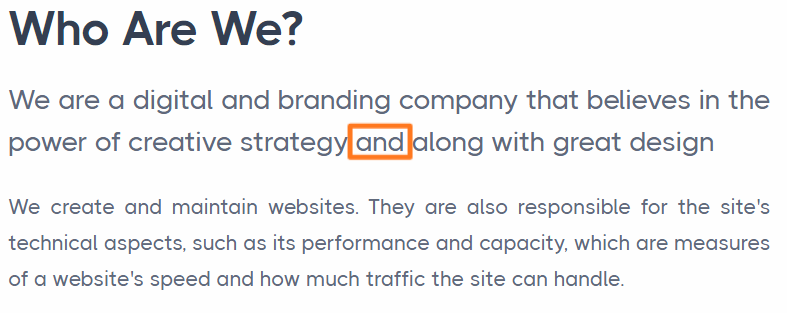 Who Are We?
We are a digital and branding company that believes in the
power of creative strategy and along with great design
We create and maintain websites. They are also responsible for the site's
technical aspects, such as its performance and capacity, which are measures
of a website's speed and how much traffic the site can handle.